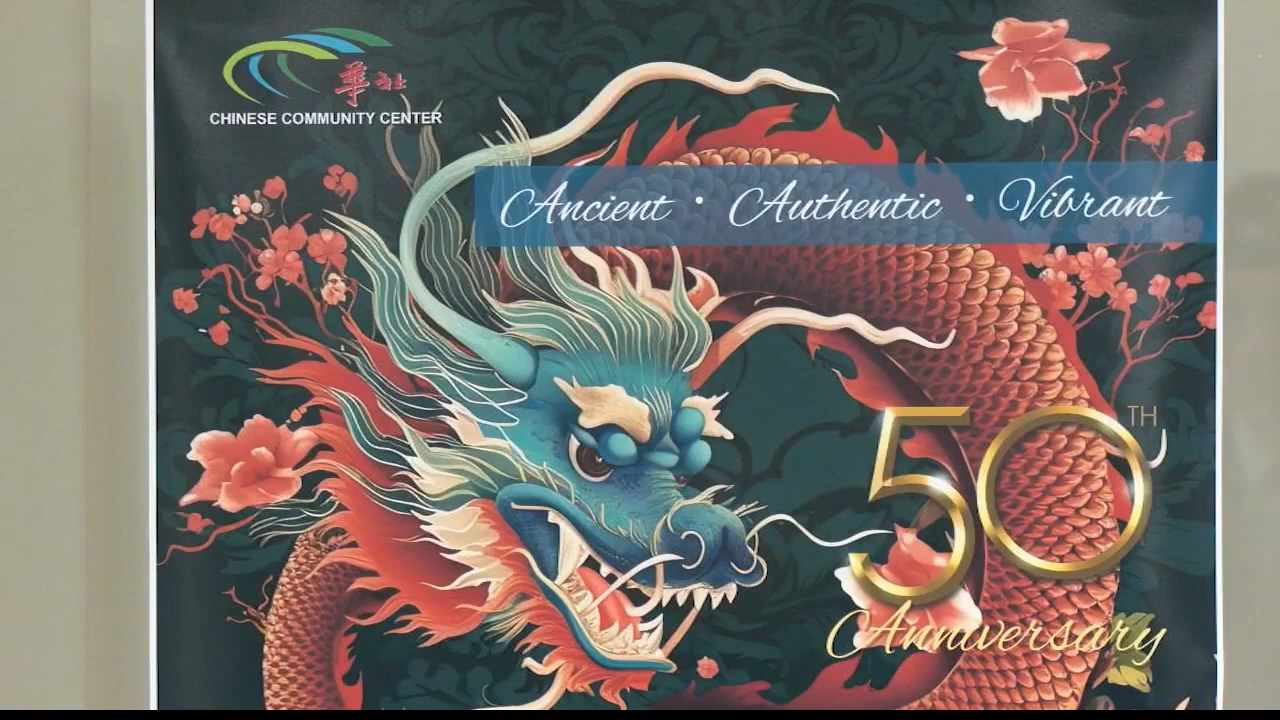 華社
CHINESE COMMUNITY CENTER
Ancient · Authentic · Vibrant
50TH
Anniversary